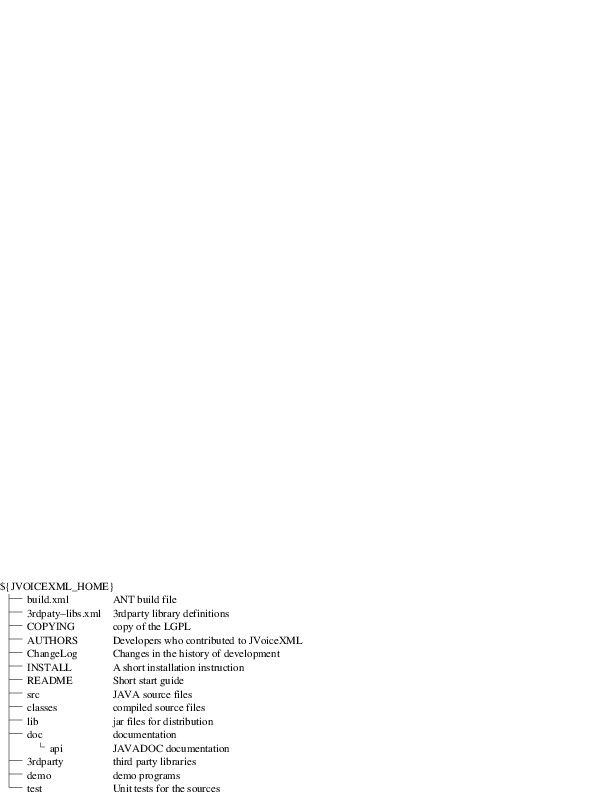 ${JVOICEXML_HOME}
build.xml ANT build file
3rdpaty–libs.xml 3rdparty library definitions
COPYING copy of the LGPL
AUTHORS Developers who contributed to JVoiceXML
ChangeLog Changes in the history of development
INSTALL A short installation instruction
README Short start guide
src JAVA source files
classes compiled source files
lib jar files for distribution
doc documentation
api JAVADOC documentation
3rdparty third party libraries
demo demo programs
test Unit tests for the sources